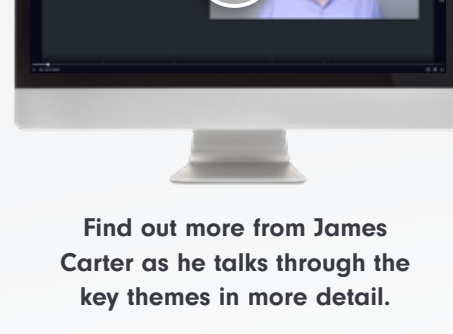 Find out more from James
Carter as he talks through the
key themes in more detail.